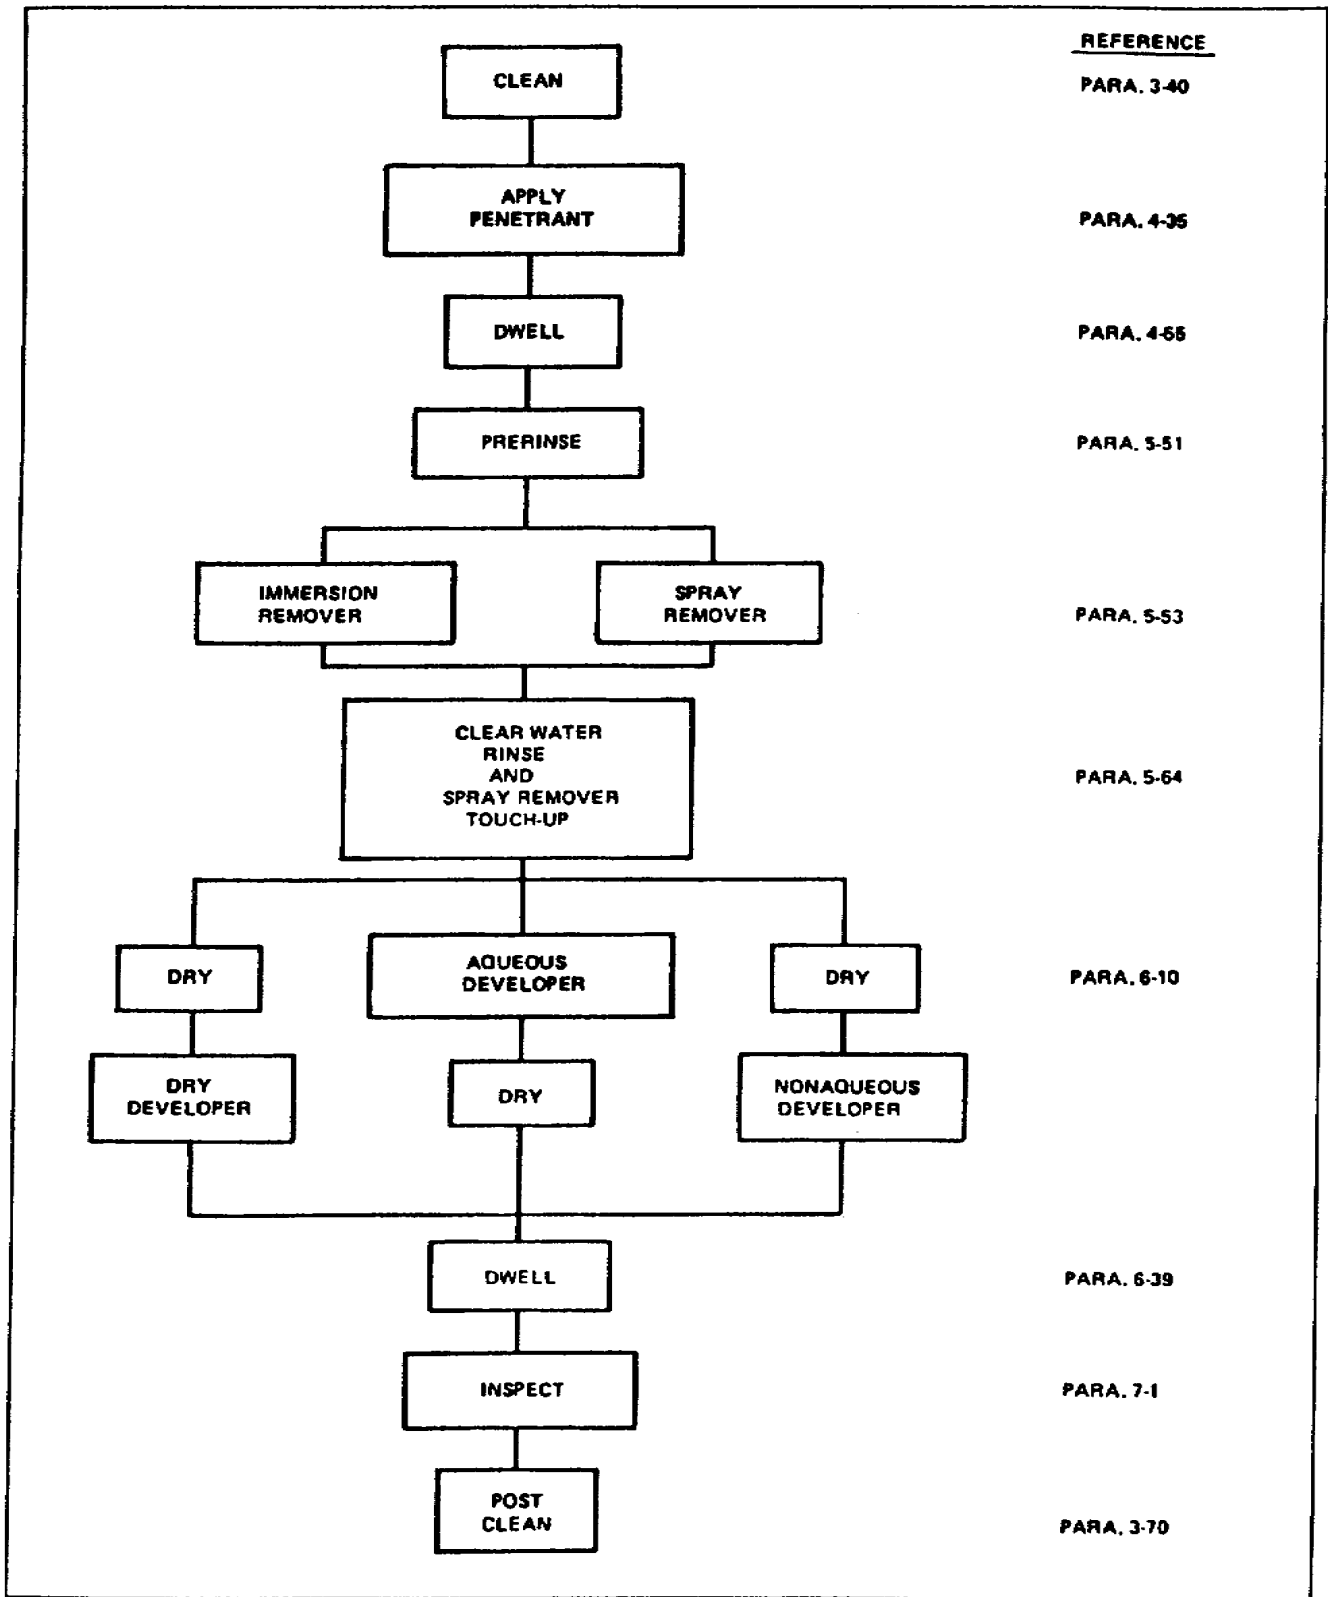 REFERENCE
CLEAN
PARA. 3-40
APPLY
PENETRANT
PARA. 4-35
DWELL
PARA. 4-55
PRERINSE
PARA. 5-51
IMMERSION
REMOVER
SPRAY
REMOVER
PARA. 5-53
CLEAR WATER
RINSE
AND
SPRAY REMOVER
TOUCH-UP
PARA. 5-64
DRY
AQUEOUS
DEVELOPER
DRY
PARA. 6-10
DRY
DEVELOPER
DRY
NONAQUEOUS
DEVELOPER
DWELL
PARA. 6-39
INSPECT
PARA. 7-1
POST
CLEAN
PARA. 3-70